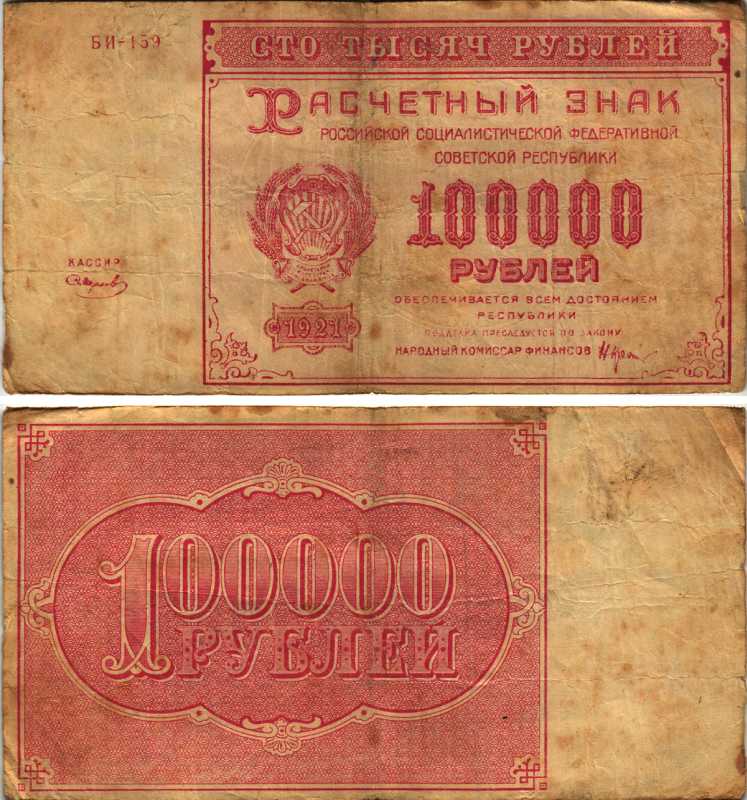 БИ-159
СТО ТЫСЯЧ РУБЛЕЙ
РАСЧЕТНЫЙ ЗНАК
РОССИЙСКОЙ СОЦИАЛИСТИЧЕСКОЙ ФЕДЕРАТИВНОЙ
СОВЕТСКОЙ РЕСПУБЛИКИ
100000
РУБЛЕЙ
КАССИР
1921
ОБЕСПЕЧИВАЕТСЯ ВСЕМ ДОСТОЯНИЕМ
РЕСПУБЛИКИ
ПОДДЕЛКА ПРЕСЛЕДУЕТСЯ ПО ЗАКОНУ
НАРОДНЫЙ КОМИССАР ФИНАНСОВ
100000
РУБЛЕЙ